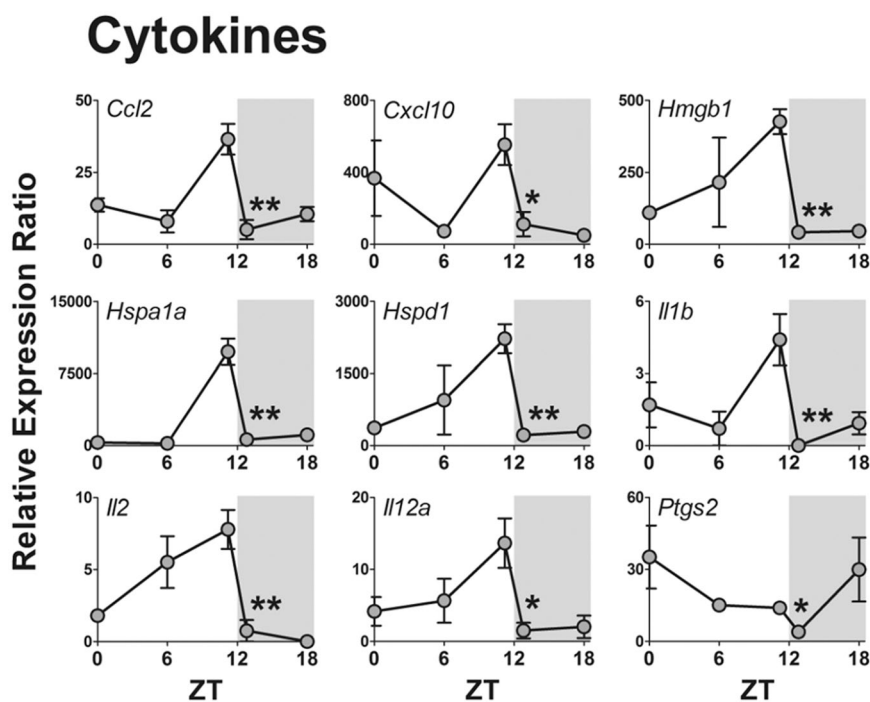 Cytokines
Relative Expression Ratio
Ccl2
50
25
0
**
0 6 12 18
Cxcl10
800
400
0
*
0 6 12 18
Hmgb1
500
250
0
**
0 6 12 18
Hspa1a
15000
7500
0
**
0 6 12 18
Hspd1
3000
1500
0
**
0 6 12 18
Il1b
6
3
0
**
0 6 12 18
Il2
10
5
0
**
0 6 12 18
ZT
Il12a
20
10
0
*
0 6 12 18
ZT
Ptgs2
60
30
0
*
0 6 12 18
ZT